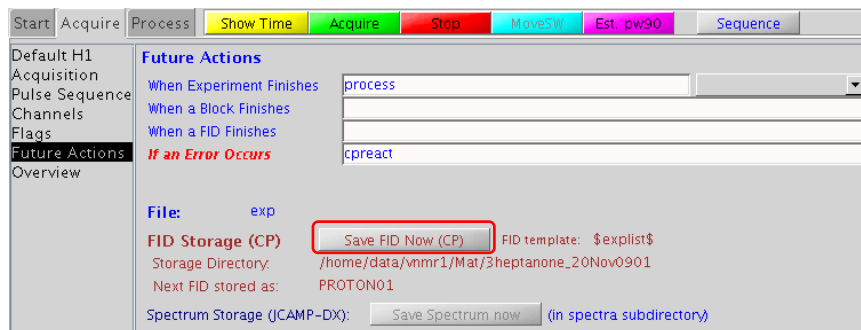 Start Acquire Process Show Time Acquire Stop MoveSW Est. pw90 Sequence
Default H1
Acquisition
Pulse Sequence
Channels
Flags
Future Actions
Overview
Future Actions
When Experiment Finishes process
When a Block Finishes
When a FID Finishes
If an Error Occurs cpreact
File: exp
FID Storage (CP) Save FID Now (CP) FID template: $explist$
Storage Directory: /home/data/vnmr1/Mat/3heptanone_20Nov0901
Next FID stored as: PROTON01
Spectrum Storage (JCAMP-DX): Save Spectrum now (in spectra subdirectory)